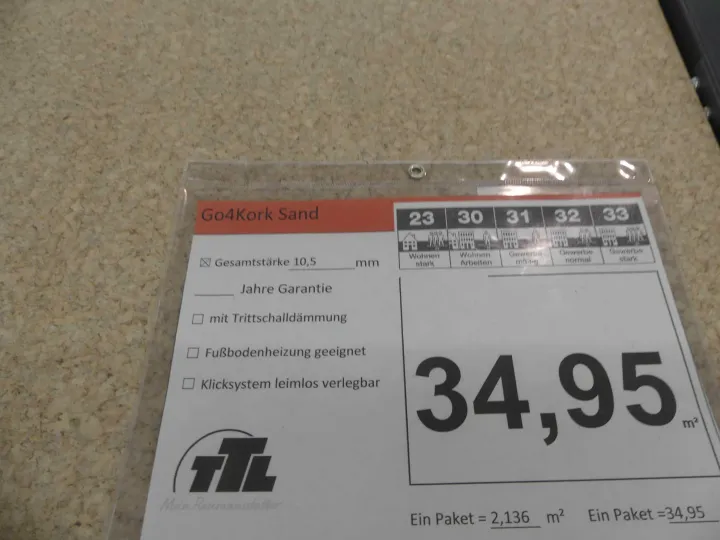 Go4Kork Sand
23 30 31 32 33
Wohnen stark
Wohnen Arbeiten
Gewerbe
Gewerbe normal
Gewerbe stark
Gesamtstärke 10,5 mm
Jahre Garantie
mit Trittschalldämmung
Fußbodenheizung geeignet
Klicksystem leimlos verlegbar
34,95
m²
TTL
Ein Paket = 2,136 m² Ein Paket =34,95